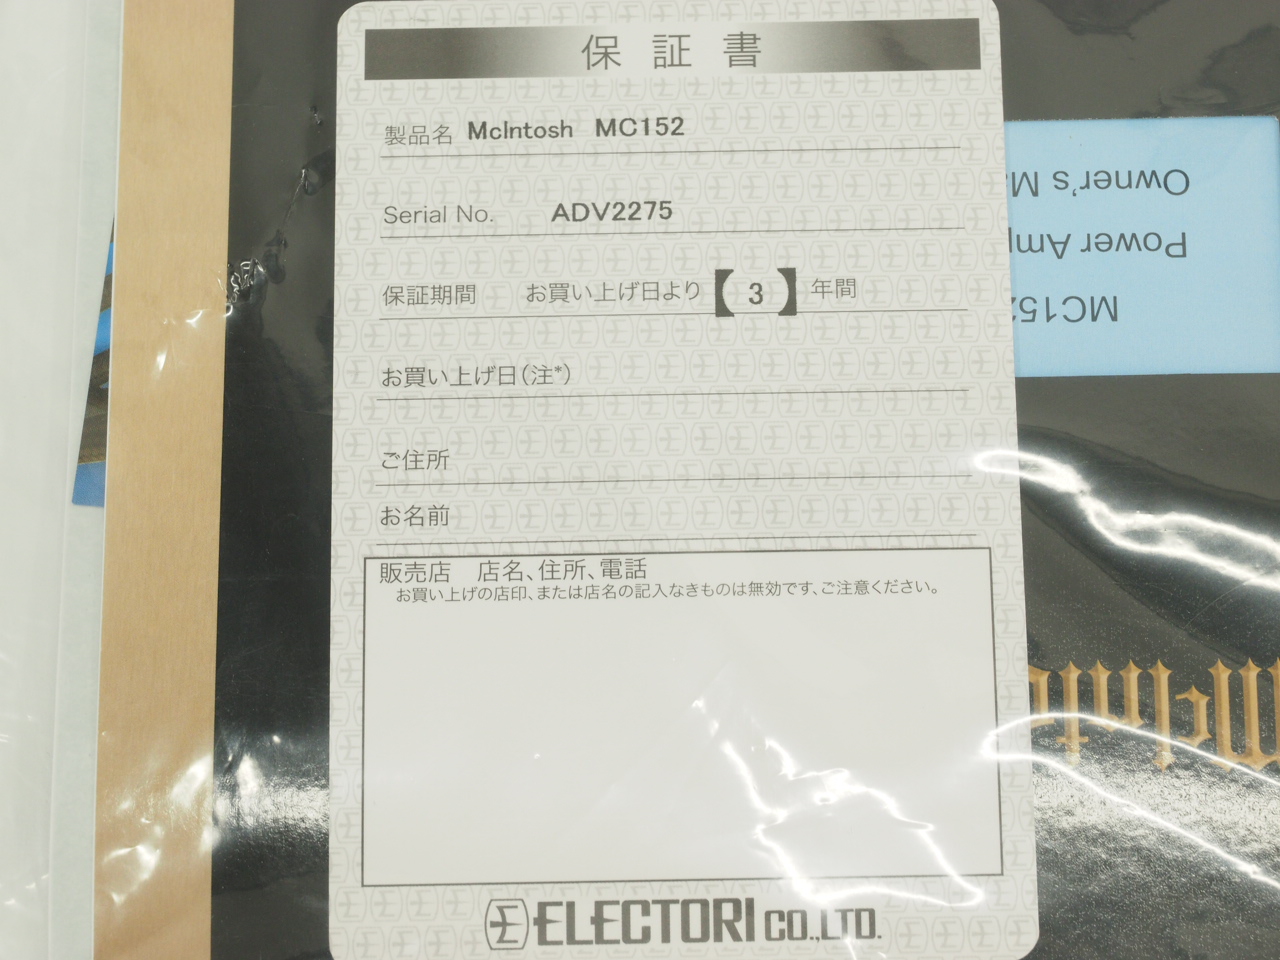 保証書
製品名 McIntosh MC152
Serial No. ADV2275
保証期間 お買い上げ日より【 3 】年間
お買い上げ日(注*)
ご住所
お名前
販売店 店名、住所、電話
お買い上げの店印、または店名の記入なきものは無効です、ご注意ください。
ELECTORI CO.,LTD.
MC152
Power Amp
Owner's Ma
McInto